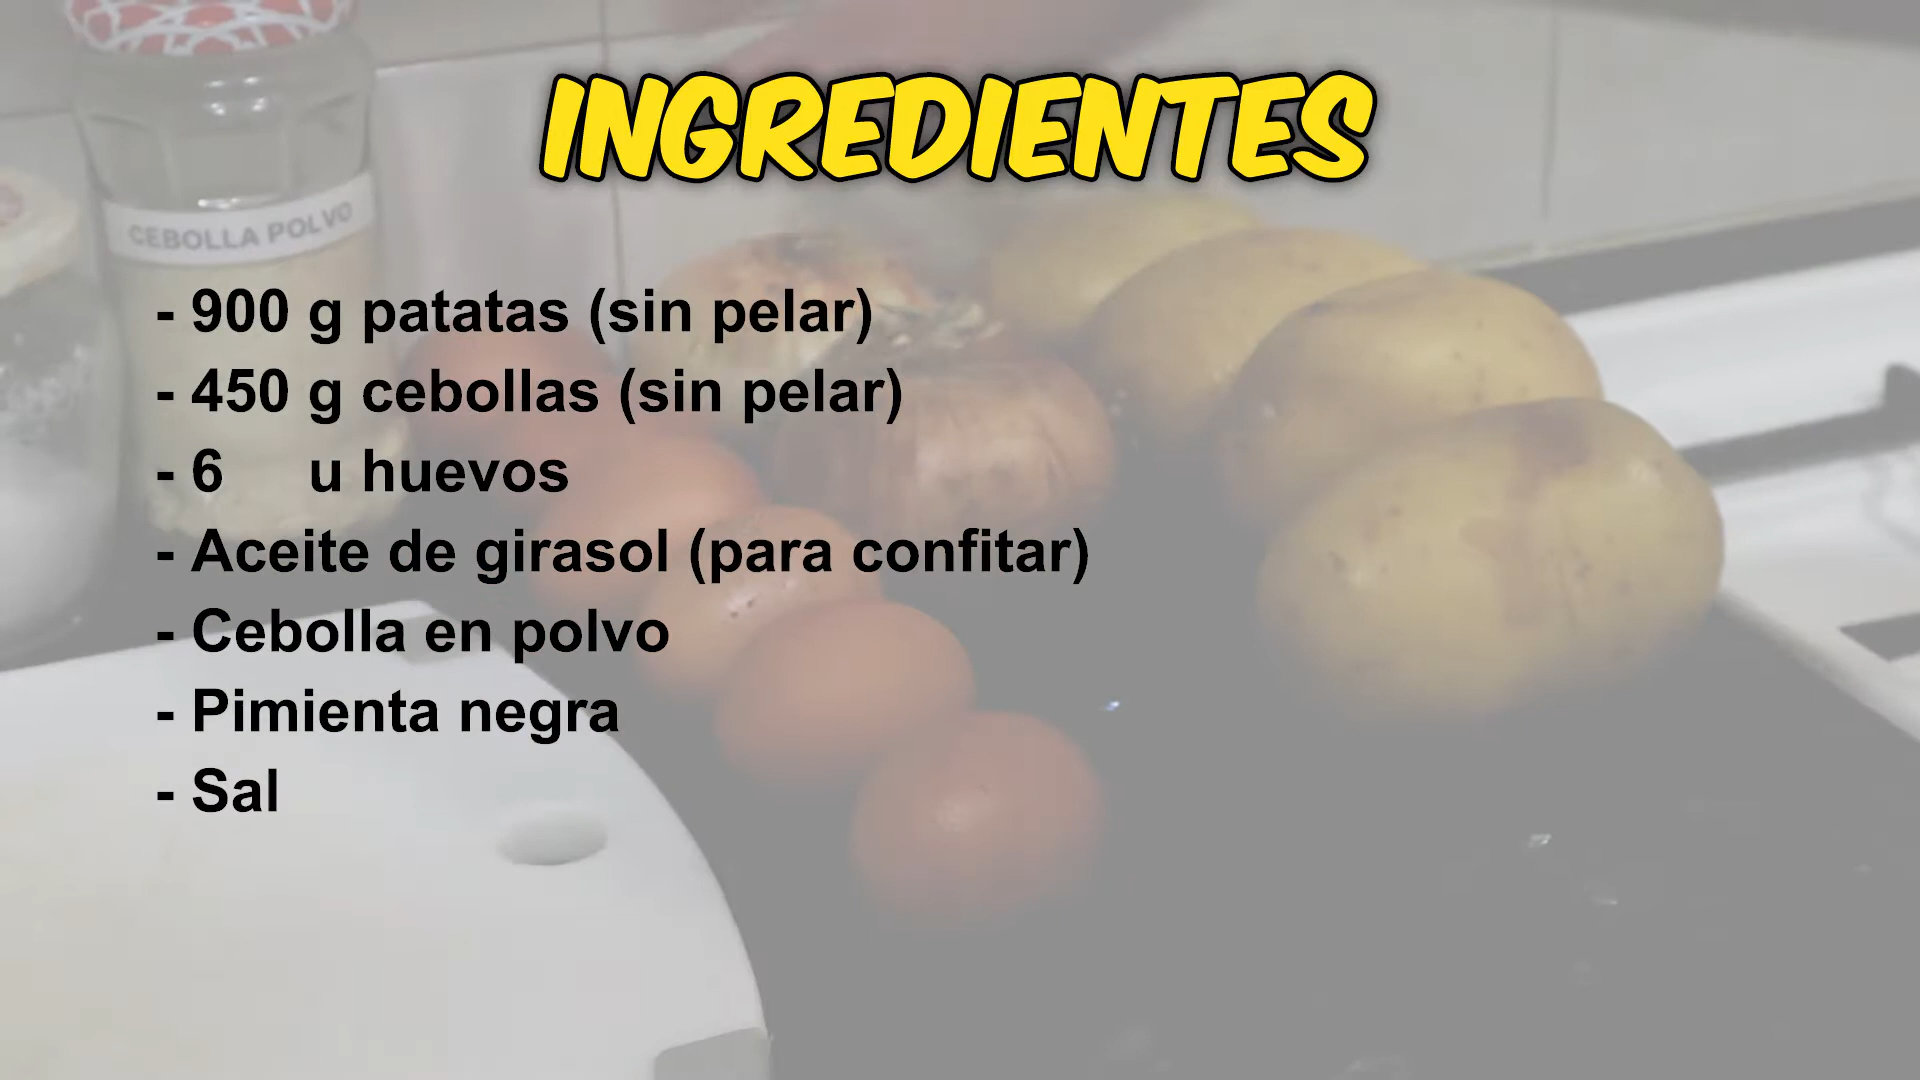 INGREDIENTES
CEBOLLA POLVO
- 900 g patatas (sin pelar)
- 450 g cebollas (sin pelar)
- 6 u huevos
- Aceite de girasol (para confitar)
- Cebolla en polvo
- Pimienta negra
- Sal